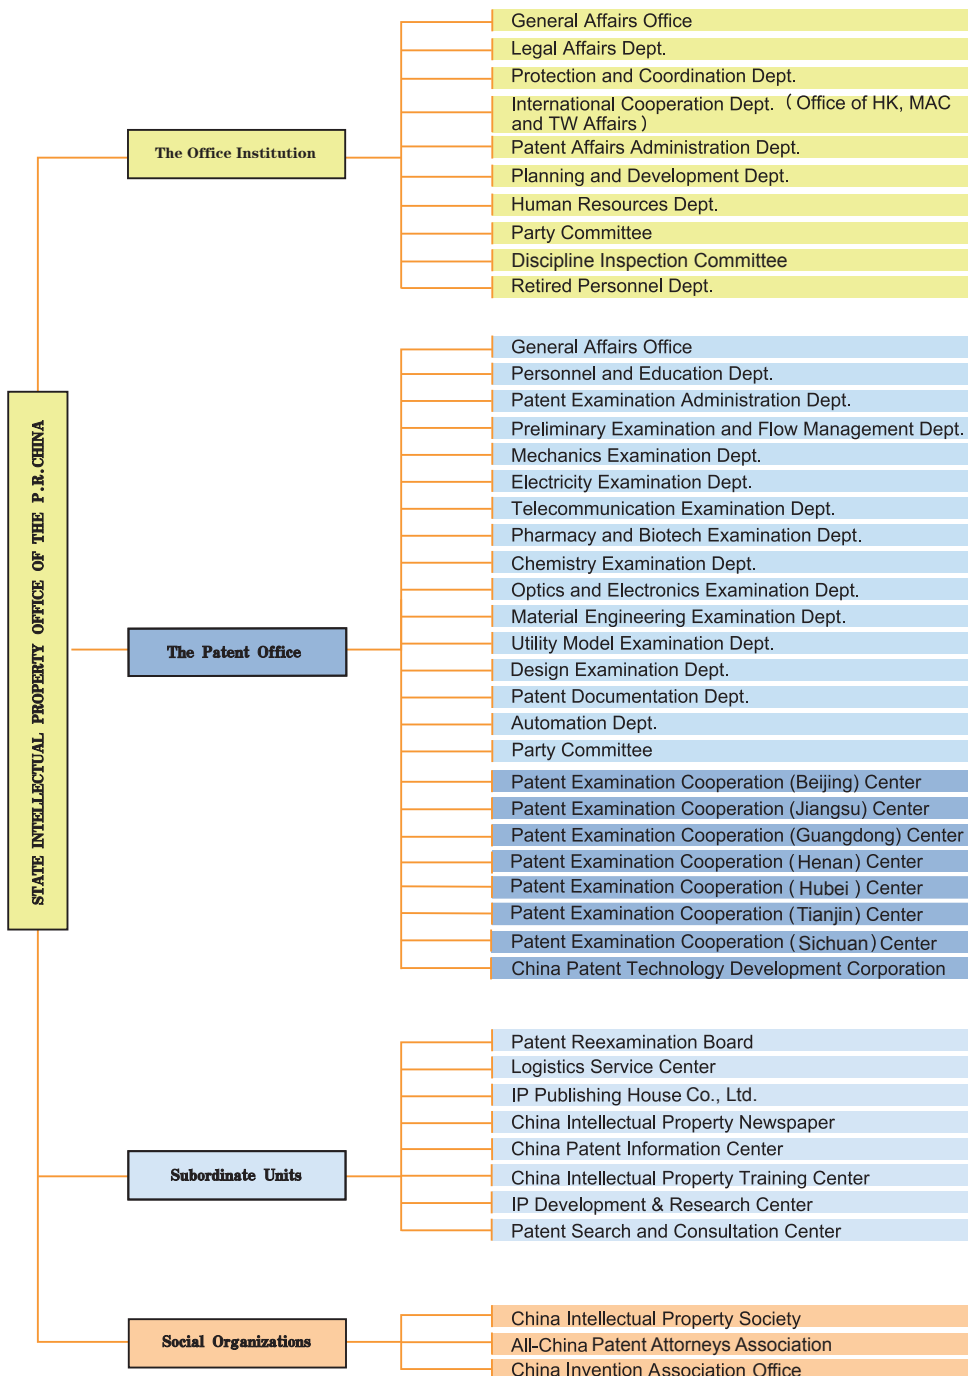 STATE INTELLECTUAL PROPERTY OFFICE OF THE P.R.CHINA
The Office Institution
General Affairs Office
Legal Affairs Dept.
Protection and Coordination Dept.
International Cooperation Dept. ( Office of HK, MAC
and TW Affairs )
Patent Affairs Administration Dept.
Planning and Development Dept.
Human Resources Dept.
Party Committee
Discipline Inspection Committee
Retired Personnel Dept.
The Patent Office
General Affairs Office
Personnel and Education Dept.
Patent Examination Administration Dept.
Preliminary Examination and Flow Management Dept.
Mechanics Examination Dept.
Electricity Examination Dept.
Telecommunication Examination Dept.
Pharmacy and Biotech Examination Dept.
Chemistry Examination Dept.
Optics and Electronics Examination Dept.
Material Engineering Examination Dept.
Utility Model Examination Dept.
Design Examination Dept.
Patent Documentation Dept.
Automation Dept.
Party Committee
Patent Examination Cooperation (Beijing) Center
Patent Examination Cooperation (Jiangsu) Center
Patent Examination Cooperation (Guangdong) Center
Patent Examination Cooperation (Henan) Center
Patent Examination Cooperation ( Hubei ) Center
Patent Examination Cooperation (Tianjin) Center
Patent Examination Cooperation (Sichuan) Center
China Patent Technology Development Corporation
Subordinate Units
Patent Reexamination Board
Logistics Service Center
IP Publishing House Co., Ltd.
China Intellectual Property Newspaper
China Patent Information Center
China Intellectual Property Training Center
IP Development & Research Center
Patent Search and Consultation Center
Social Organizations
China Intellectual Property Society
All-China Patent Attorneys Association
China Invention Association Office